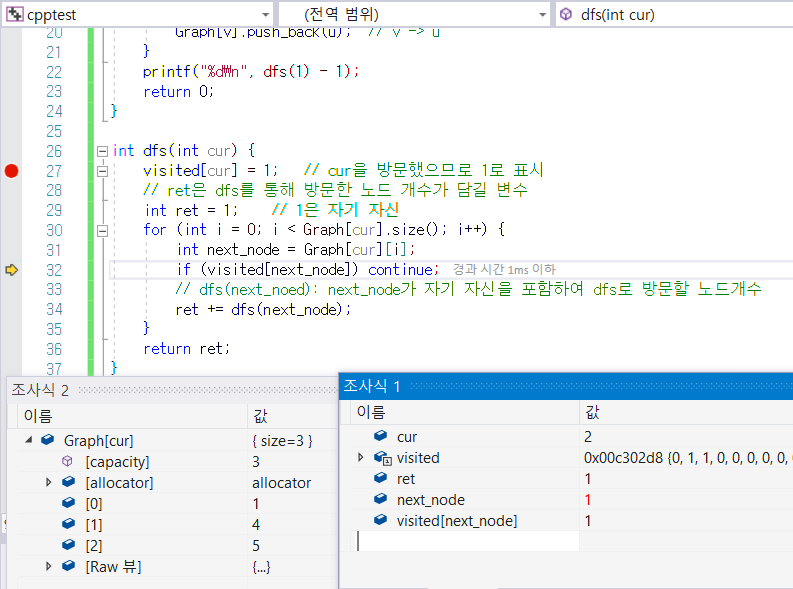 cpptest (전역 범위) dfs(int cur)
20 Graph[v].push_back(u); // v -> u
21 }
22 printf("%d₩n", dfs(1) - 1);
23 return 0;
24 }
25
26 int dfs(int cur) {
27 visited[cur] = 1; // cur을 방문했으므로 1로 표시
28 // ret은 dfs를 통해 방문한 노드 개수가 담길 변수
29 int ret = 1; // 1은 자기 자신
30 for (int i = 0; i < Graph[cur].size(); i++) {
31 int next_node = Graph[cur][i];
32 if (visited[next_node]) continue; 경과 시간 1ms 이하
33 // dfs(next_noed): next_node가 자기 자신을 포함하여 dfs로 방문할 노드개수
34 ret += dfs(next_node);
35 }
36 return ret;
37 }
조사식 2
이름 값
Graph[cur] { size=3 }
[capacity] 3
[allocator] allocator
[0] 1
[1] 4
[2] 5
[Raw 뷰] {...}
조사식 1
이름 값
cur 2
visited 0x00c302d8 {0, 1, 1, 0, 0, 0, 0, 0,
ret 1
next_node 1
visited[next_node] 1